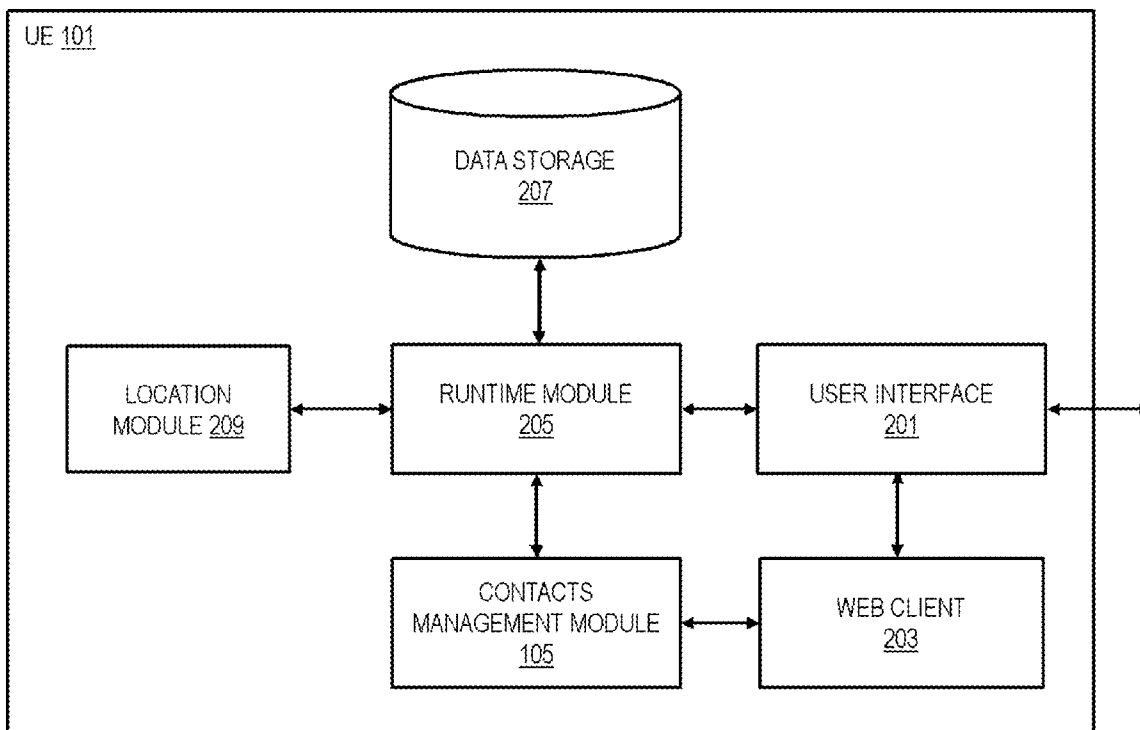 UE 101
DATA STORAGE
207
LOCATION
MODULE 209
RUNTIME MODULE
205
USER INTERFACE
201
CONTACTS
MANAGEMENT MODULE
105
WEB CLIENT
203